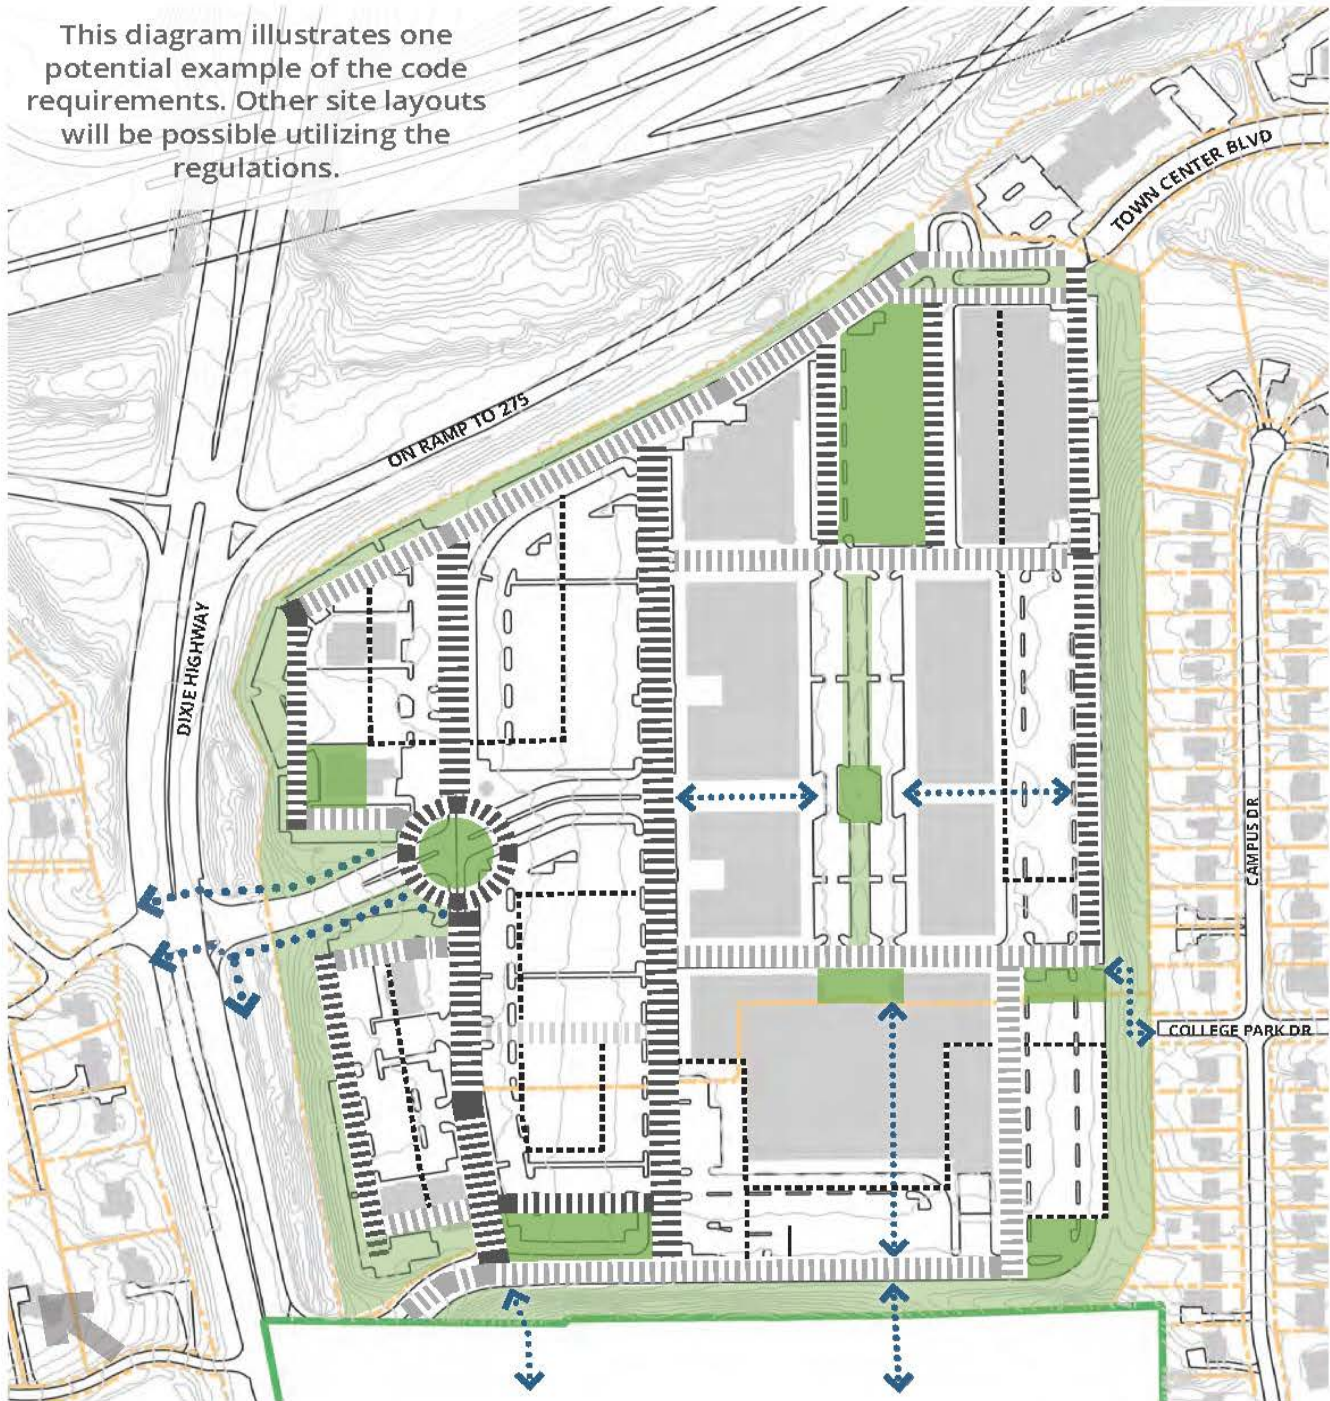 This diagram illustrates one
potential example of the code
requirements. Other site layouts
will be possible utilizing the
regulations.
TOWN CENTER BLVD
ON RAMP TO 275
DIXIE HIGHWAY
CAMPUS DR
COLLEGE PARK DR